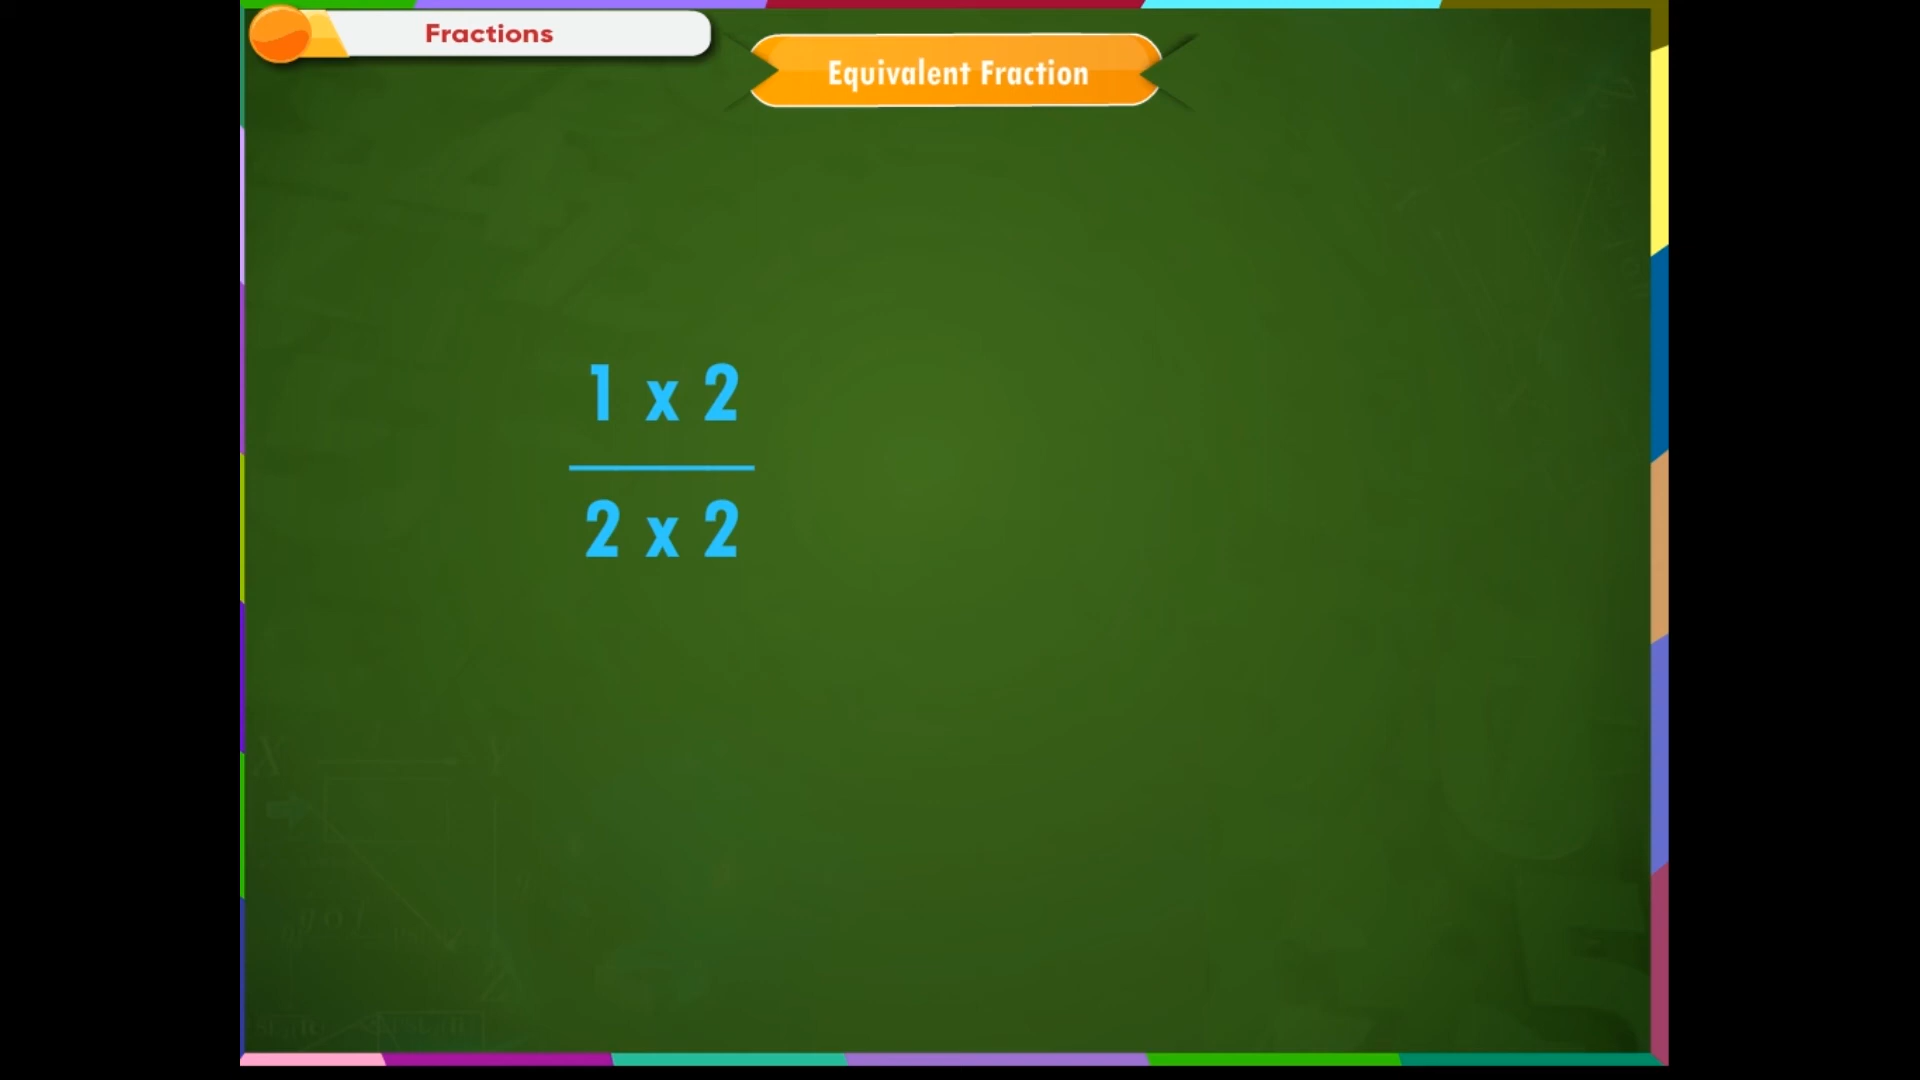 Fractions
Equivalent Fraction
1 x 2
2 x 2